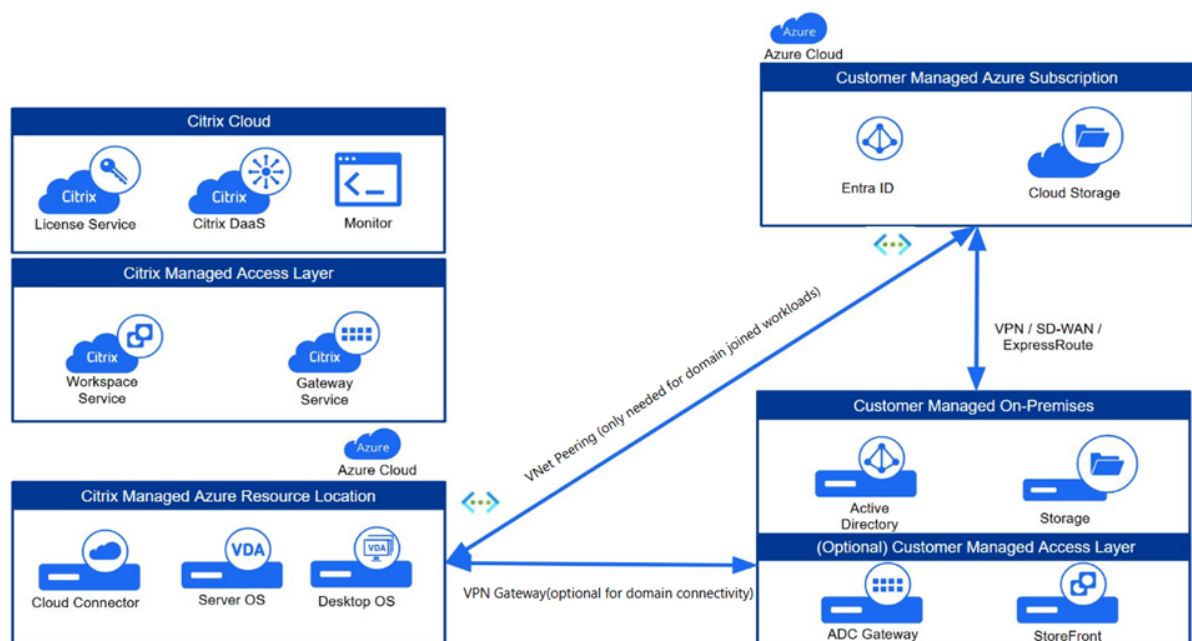 Azure
Azure Cloud
Customer Managed Azure Subscription
Entra ID
Cloud Storage
Citrix Cloud
Citrix
License Service
Citrix
Citrix DaaS
Monitor
Citrix Managed Access Layer
Citrix
Workspace
Service
Citrix
Gateway
Service
VPN / SD-WAN /
ExpressRoute
VNet Peering (only needed for domain joined workloads)
Azure
Azure Cloud
Citrix Managed Azure Resource Location
Cloud Connector
VDA
Server OS
VDA
Desktop OS
VPN Gateway(optional for domain connectivity)
Customer Managed On-Premises
Active
Directory
Storage
(Optional) Customer Managed Access Layer
ADC Gateway
StoreFront